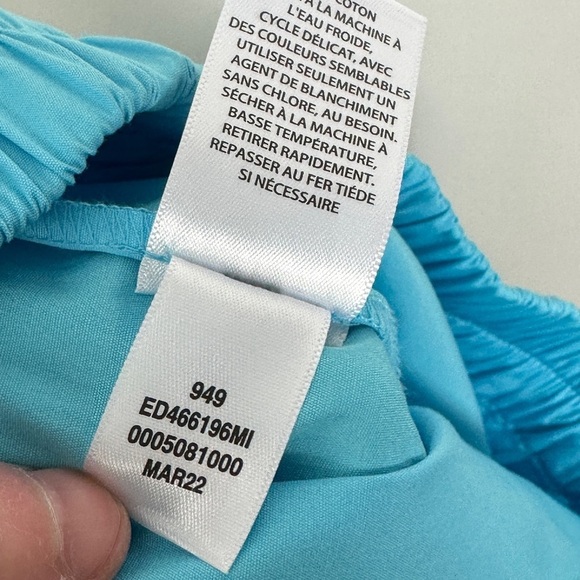 COTON
À LA MACHINE À
L'EAU FROIDE,
CYCLE DÉLICAT, AVEC
DES COULEURS SEMBLABLES
UTILISER SEULEMENT UN
AGENT DE BLANCHIMENT
SANS CHLORE, AU BESOIN.
SÉCHER À LA MACHINE À
BASSE TEMPÉRATURE,
RETIRER RAPIDEMENT.
REPASSER AU FER TIÉDE
SI NÉCESSAIRE
949
ED466196MI
0005081000
MAR22